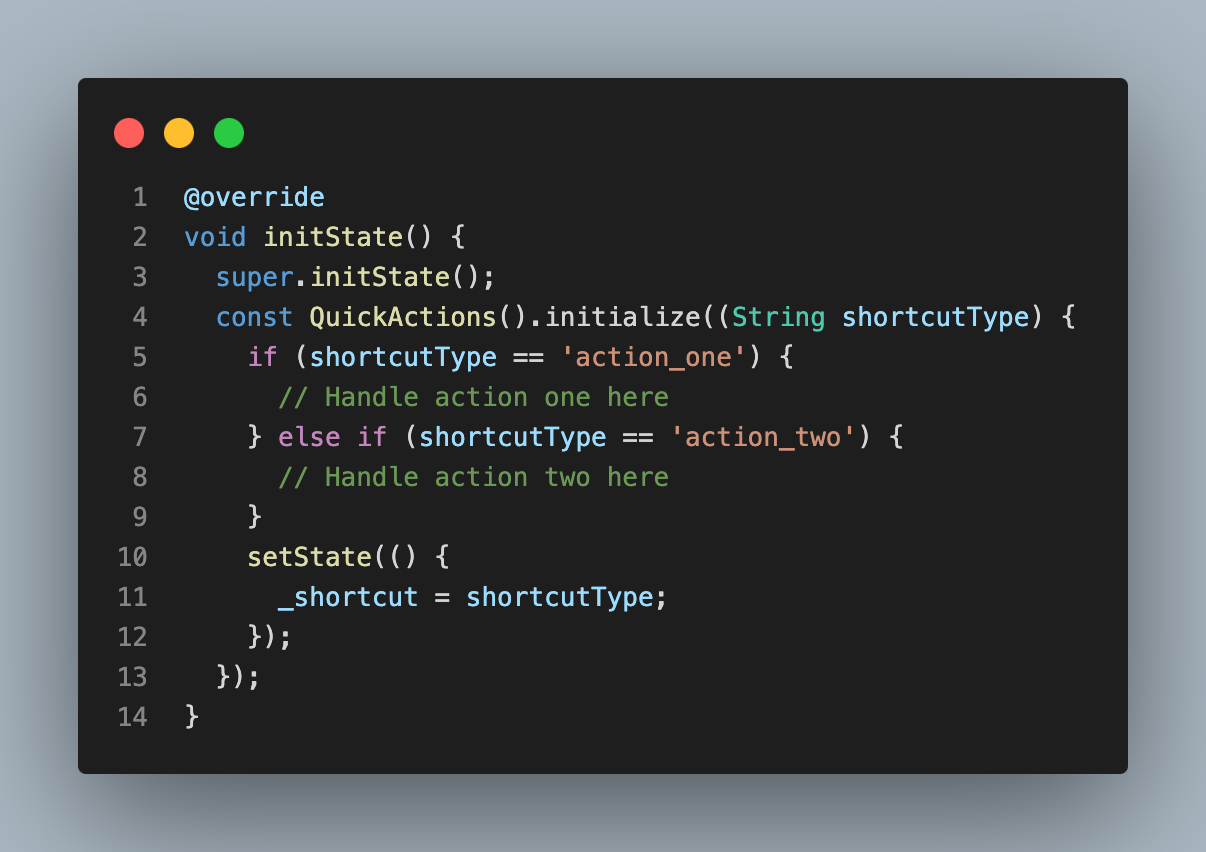 1 @override
2 void initState() {
3   super.initState();
4   const QuickActions().initialize((String shortcutType) {
5     if (shortcutType == 'action_one') {
6       // Handle action one here
7     } else if (shortcutType == 'action_two') {
8       // Handle action two here
9     }
10     setState(() {
11       _shortcut = shortcutType;
12     });
13   });
14 }